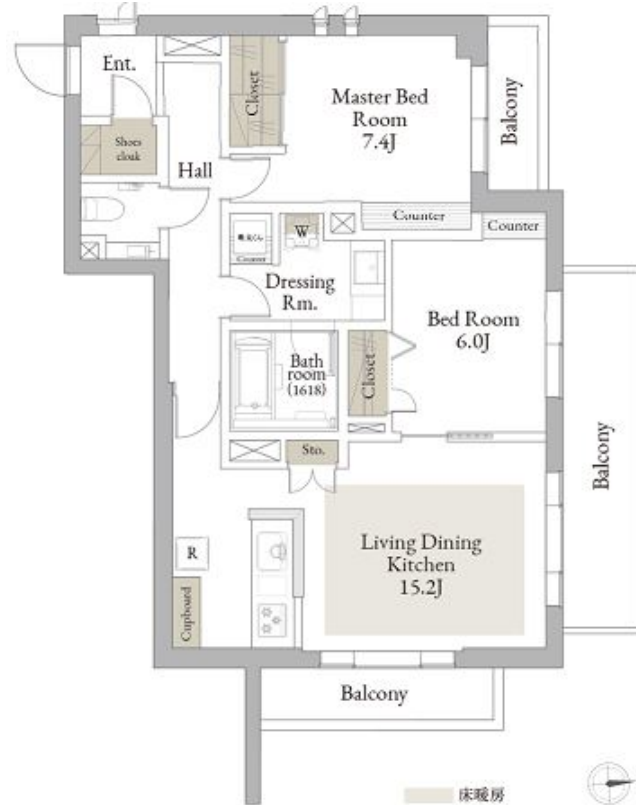 Ent.
Closet
Master Bed
Room
7.4J
Balcony
Shoes
cloak
Hall
Counter
Counter
W
Counter
Dressing
Rm.
Bed Room
6.0J
Bath
room
(1618)
Closet
Balcony
Sto.
Living Dining
Kitchen
15.2J
R
Cupboard
Balcony
床暖房